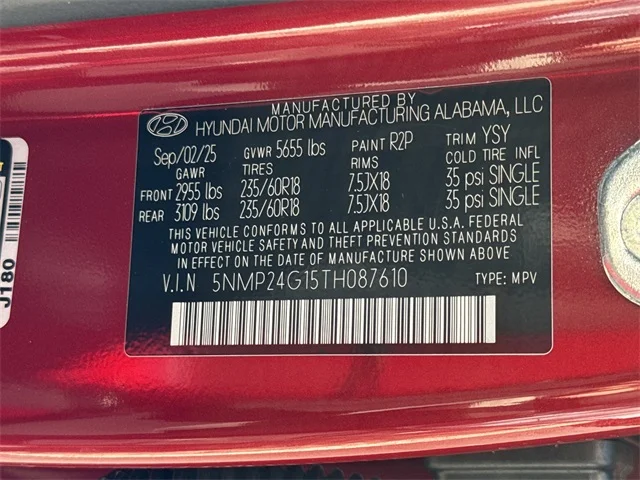 MANUFACTURED BY
HYUNDAI MOTOR MANUFACTURING ALABAMA, LLC
Sep/02/25 GVWR 5655 lbs PAINT R2P TRIM YSY
GAWR TIRES RIMS COLD TIRE INFL
FRONT 2955 lbs 235/60R18 7.5JX18 35 psi SINGLE
REAR 3109 lbs 235/60R18 7.5JX18 35 psi SINGLE
THIS VEHICLE CONFORMS TO ALL APPLICABLE U.S.A. FEDERAL
MOTOR VEHICLE SAFETY AND THEFT PREVENTION STANDARDS
IN EFFECT ON THE DATE OF MANUFACTURE SHOWN ABOVE
V.I.N 5NMP24G15TH087610 TYPE: MPV
J180